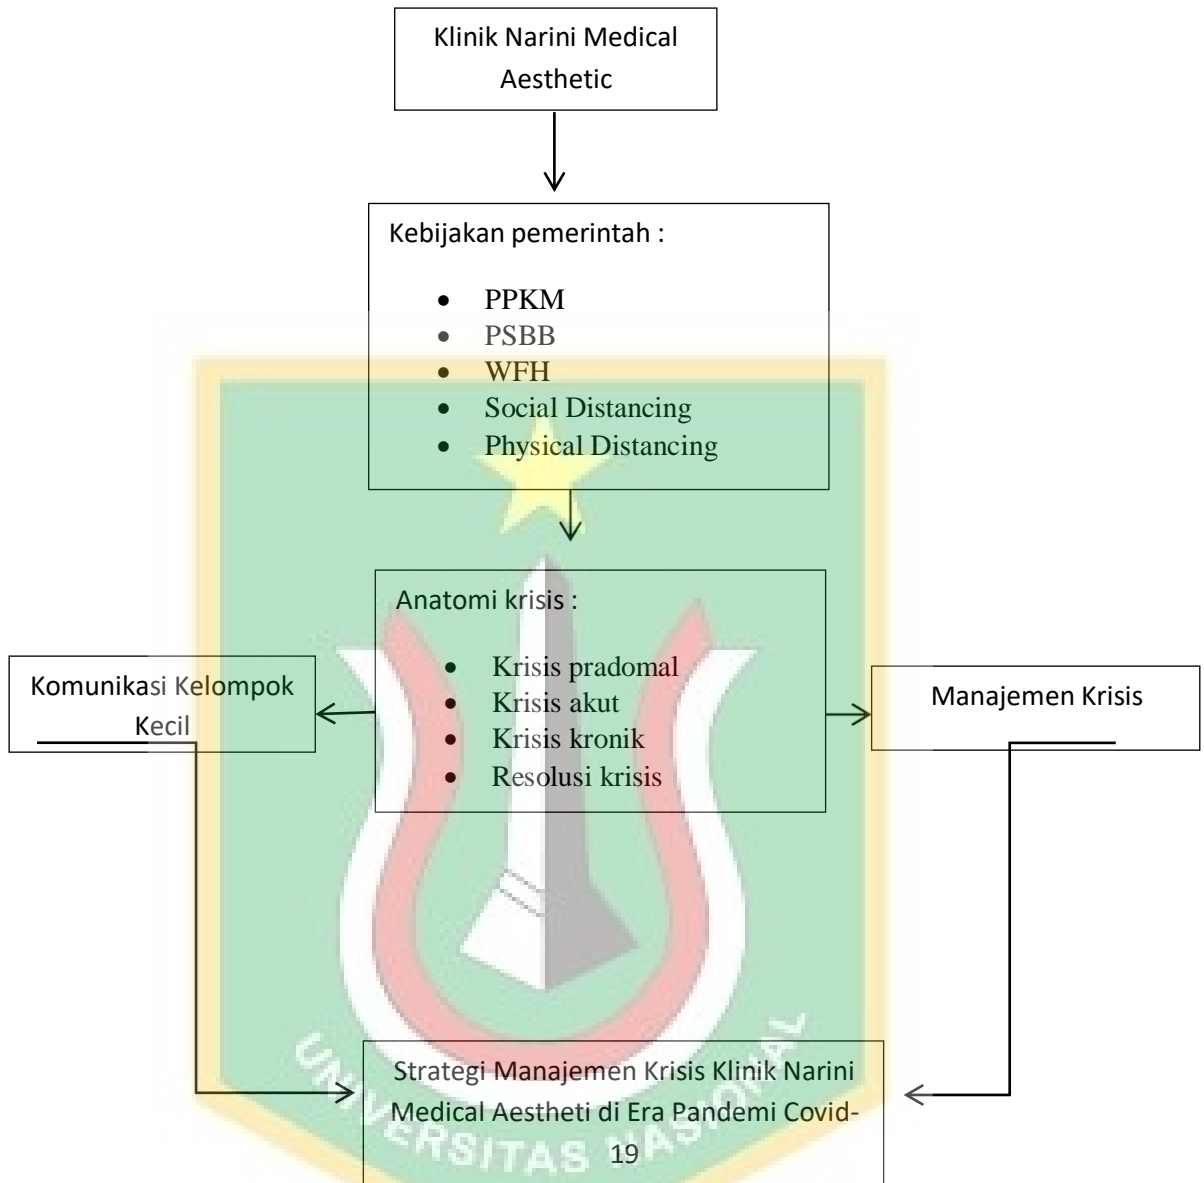 Klinik Narini Medical
Aesthetic
Kebijakan pemerintah :
• PPKM
• PSBB
• WFH
• Social Distancing
• Physical Distancing
Anatomi krisis :
• Krisis pradomal
• Krisis akut
• Krisis kronik
• Resolusi krisis
Komunikasi Kelompok
Kecil
Manajemen Krisis
Strategi Manajemen Krisis Klinik Narini
Medical Aestheti di Era Pandemi Covid-
19
UNIVERSITAS NASIONAL